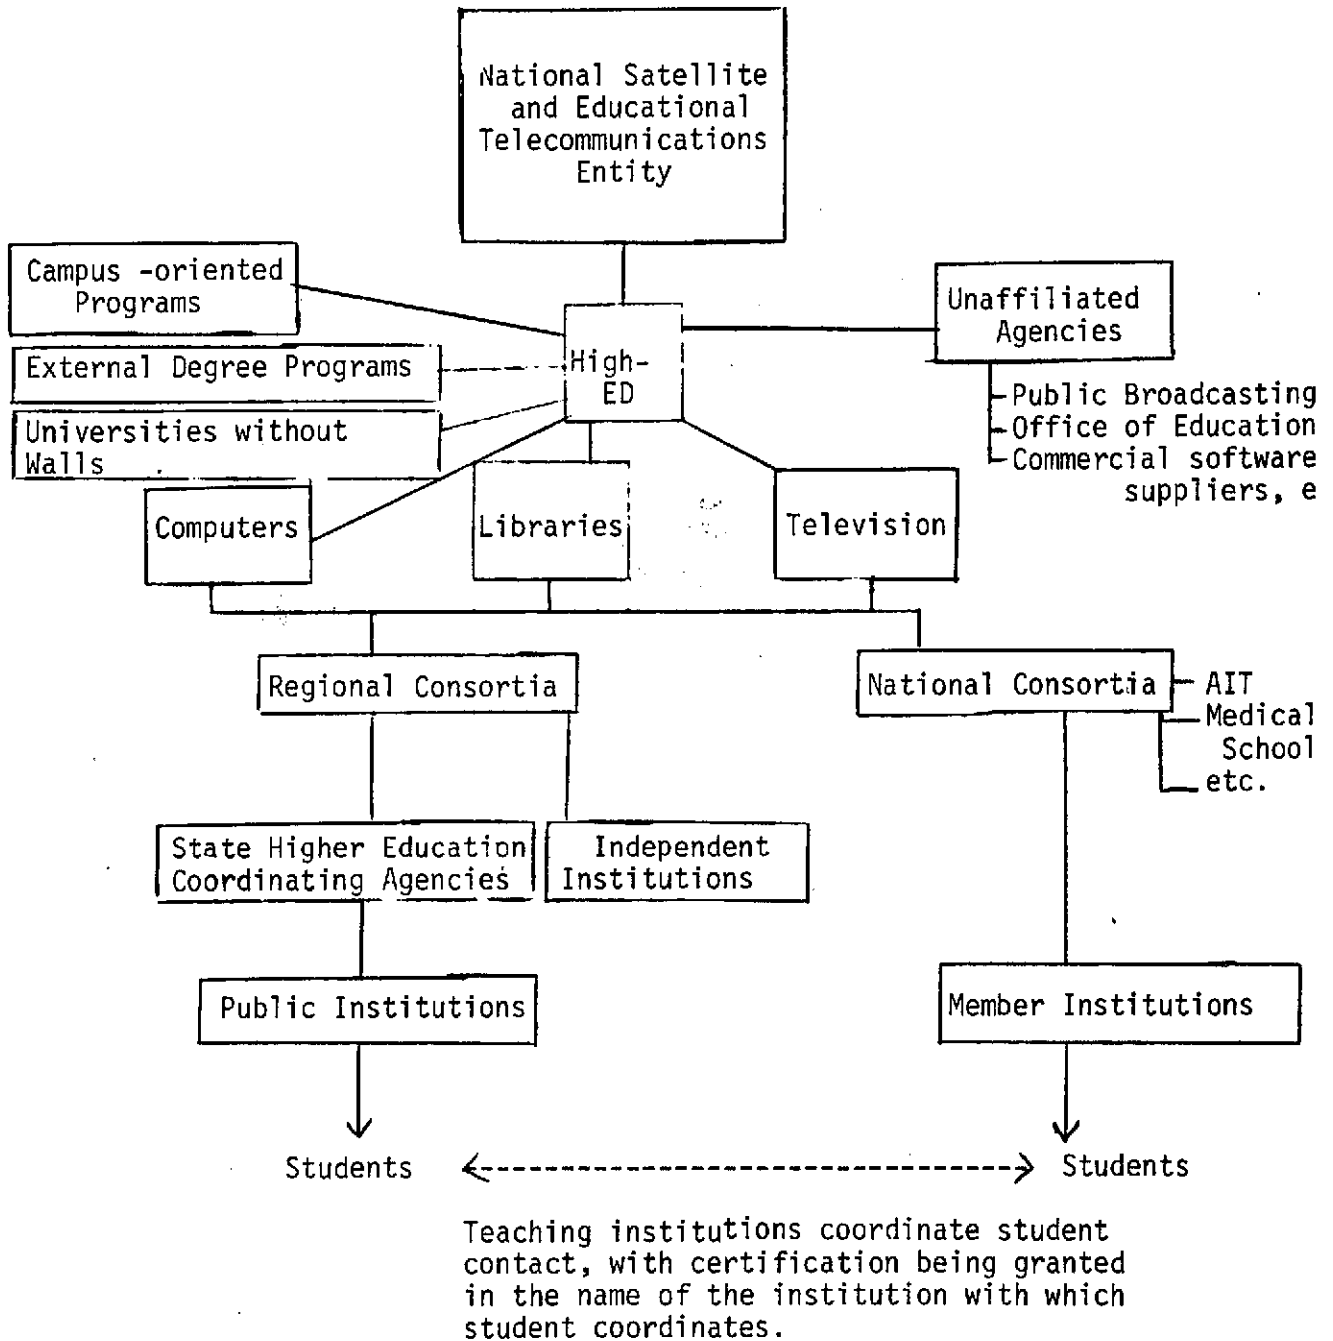 National Satellite
and Educational
Telecommunications
Entity
Campus -oriented
Programs
External Degree Programs
Universities without
Walls
High-
ED
Unaffiliated
Agencies
Public Broadcasting
Office of Education
Commercial software
suppliers, e
Computers
Libraries
Television
Regional Consortia
National Consortia
AIT
Medical
School
etc.
State Higher Education
Coordinating Agencies
Independent
Institutions
Public Institutions
Member Institutions
Students
Students
Teaching institutions coordinate student
contact, with certification being granted
in the name of the institution with which
student coordinates.